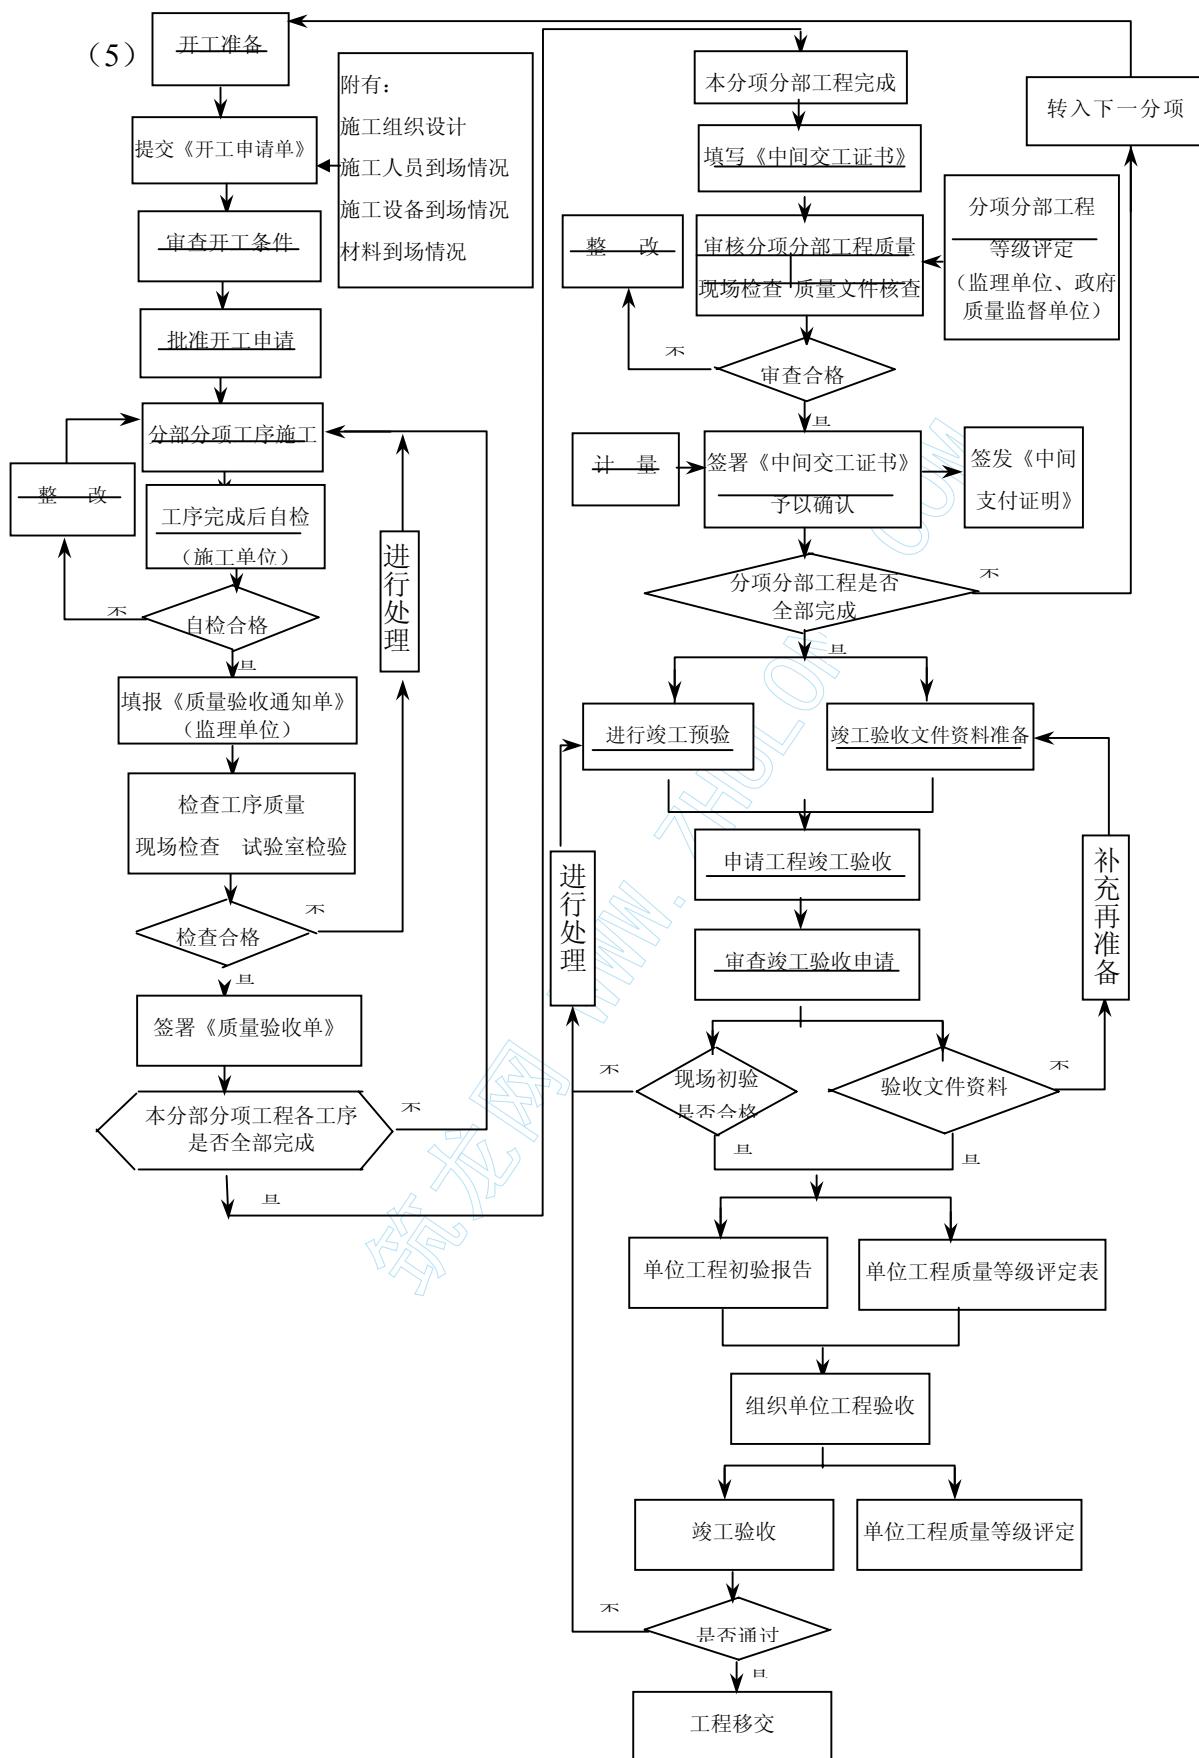 （5）
开工准备
提交《开工申请单》
附有：
施工组织设计
施工人员到场情况
施工设备到场情况
材料到场情况
审查开工条件
批准开工申请
分部分项工序施工
整 改
工序完成后自检
（施工单位）
自检合格
否
是
填报《质量验收通知单》
（监理单位）
检查工序质量
现场检查 试验室检验
检查合格
否
是
进行处理
签署《质量验收单》
本分部分项工程各工序
是否全部完成
否
是
本分项分部工程完成
填写《中间交工证书》
审核分项分部工程质量
现场检查 质量文件核查
整 改
分项分部工程
等级评定
（监理单位、政府
质量监督单位）
转入下一分项
审查合格
否
是
计 量
签署《中间交工证书》
予以确认
签发《中间
支付证明》
分项分部工程是否
全部完成
否
是
进行竣工预验
竣工验收文件资料准备
申请工程竣工验收
审查竣工验收申请
进行处理
补充再准备
现场初验
是否合格
否
是
验收文件资料
否
是
单位工程初验报告
单位工程质量等级评定表
组织单位工程验收
竣工验收
单位工程质量等级评定
是否通过
否
是
工程移交
筑龙网 WWW.ZHULONG.COM